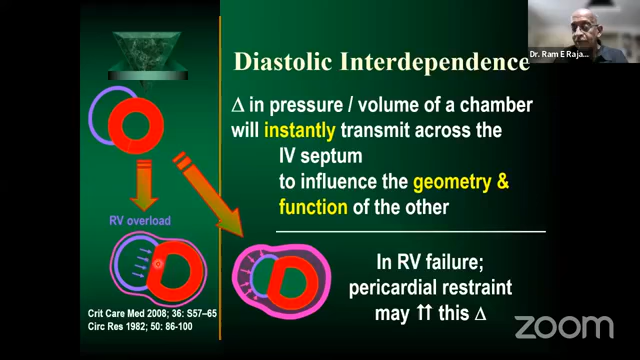 Dr. Ram E Raja...
Diastolic Interdependence
Δ in pressure / volume of a chamber
will instantly transmit across the
IV septum
to influence the geometry &
function of the other
RV overload
In RV failure;
pericardial restraint
may ⇈ this Δ
Crit Care Med 2008; 36: S57–65
Circ Res 1982; 50: 86-100
zoom